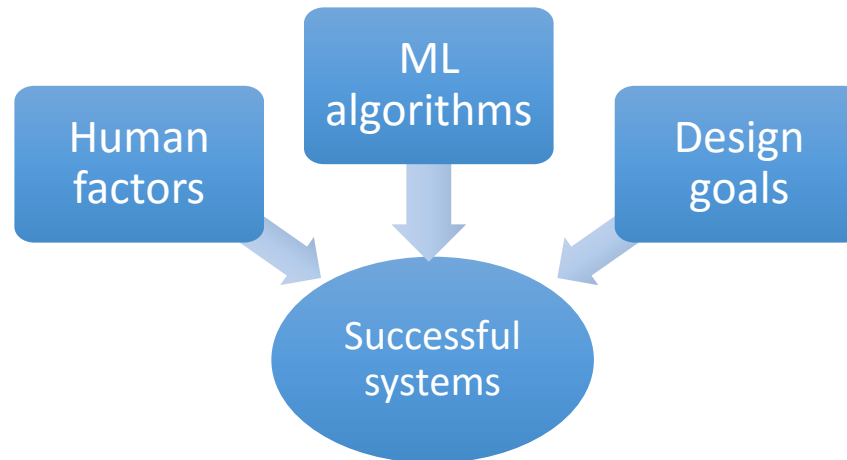 ML
algorithms
Human
factors
Design
goals
Successful
systems